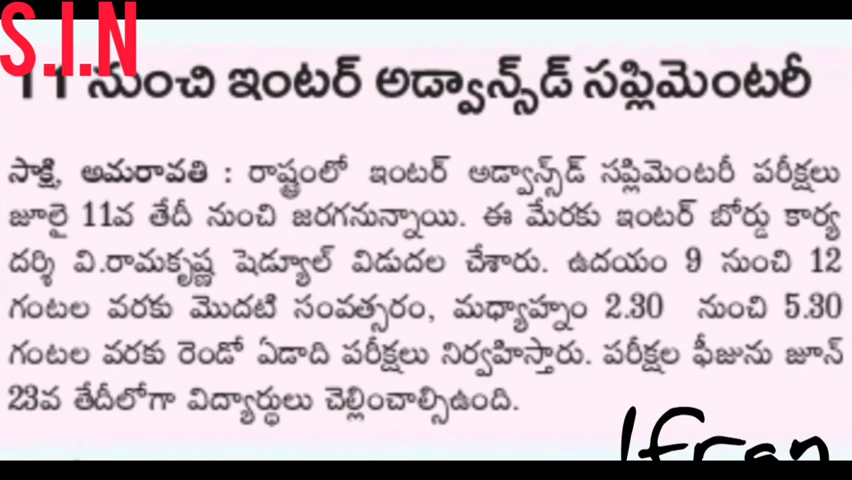 S.I.N
11 నుంచి ఇంటర్ అడ్వాన్స్‌డ్ సప్లిమెంటరీ
సాక్షి, అమరావతి : రాష్ట్రంలో ఇంటర్ అడ్వాన్స్‌డ్ సప్లిమెంటరీ పరీక్షలు
జూలై 11వ తేదీ నుంచి జరగనున్నాయి. ఈ మేరకు ఇంటర్ బోర్డు కార్య
దర్శి వి.రామకృష్ణ షెడ్యూల్ విడుదల చేశారు. ఉదయం 9 నుంచి 12
గంటల వరకు మొదటి సంవత్సరం, మధ్యాహ్నం 2.30 నుంచి 5.30
గంటల వరకు రెండో ఏడాది పరీక్షలు నిర్వహిస్తారు. పరీక్షల ఫీజును జూన్
23వ తేదీలోగా విద్యార్థులు చెల్లించాల్సిఉంది.